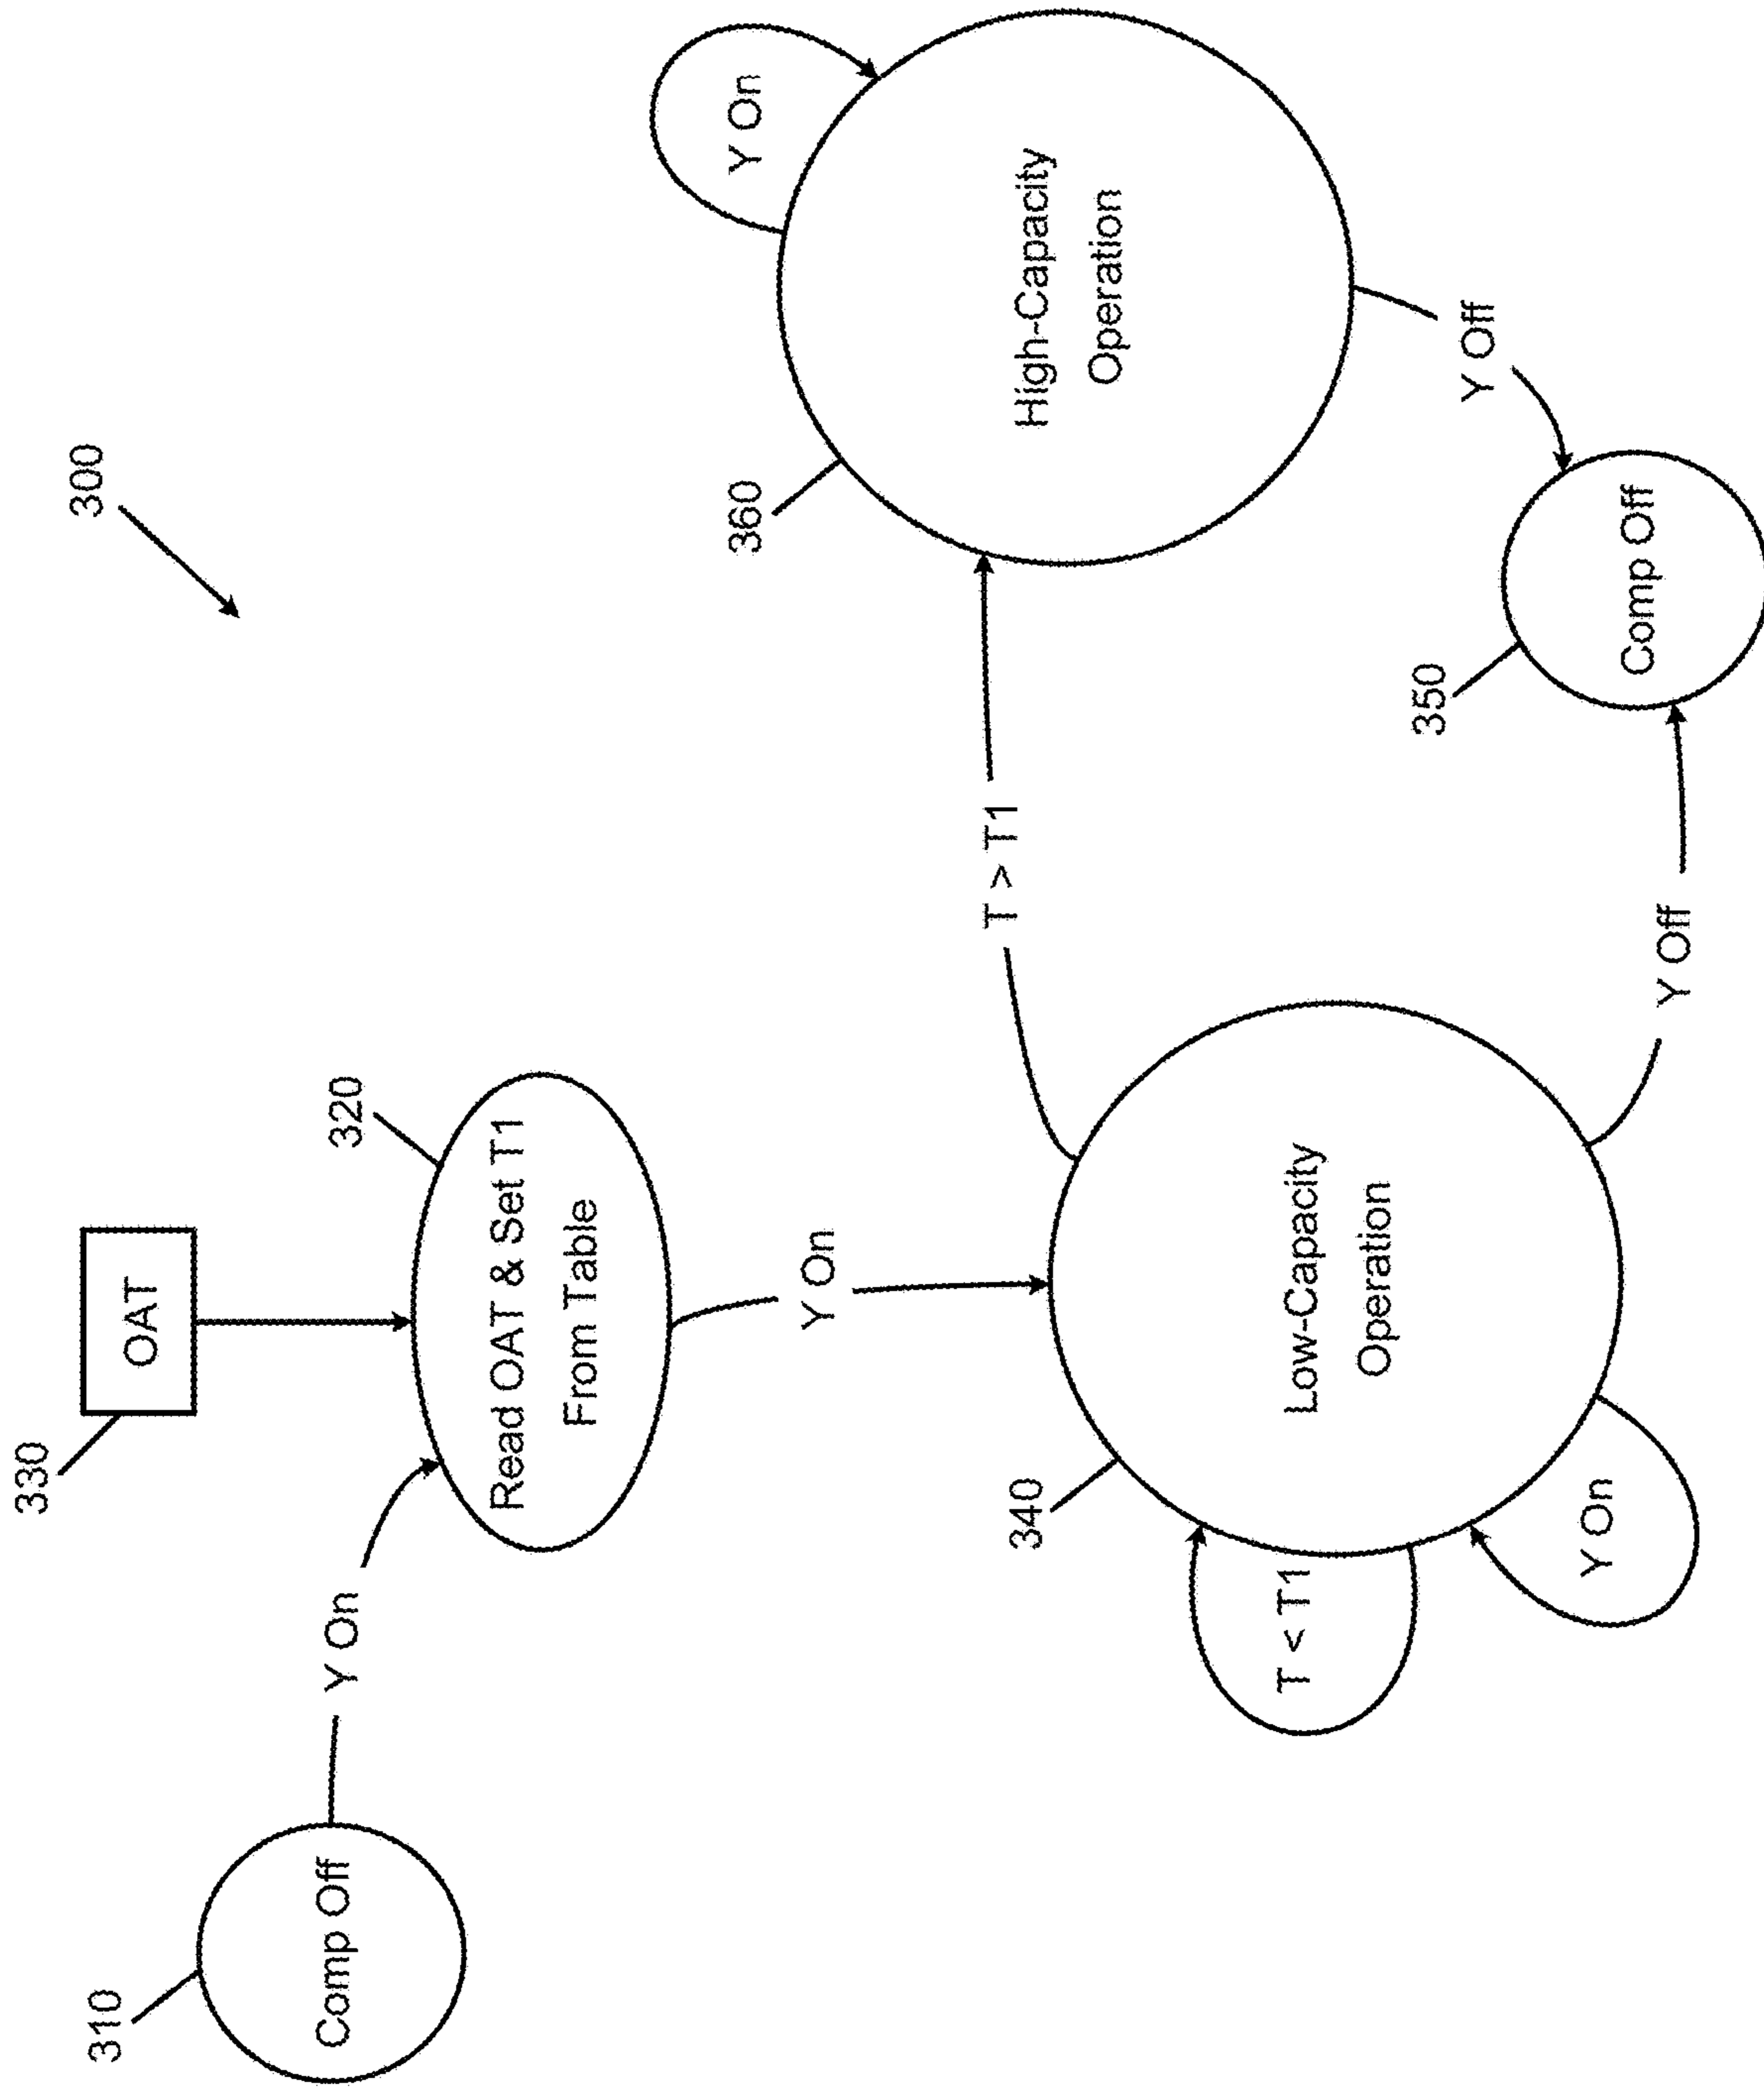 300
330
OAT
310
Comp Off
Y On
320
Read OAT & Set T1
From Table
Y On
340
Low-Capacity
Operation
T < T1
Y On
T > T1
Y Off
360
High-Capacity
Operation
Y On
Y Off
350
Comp Off